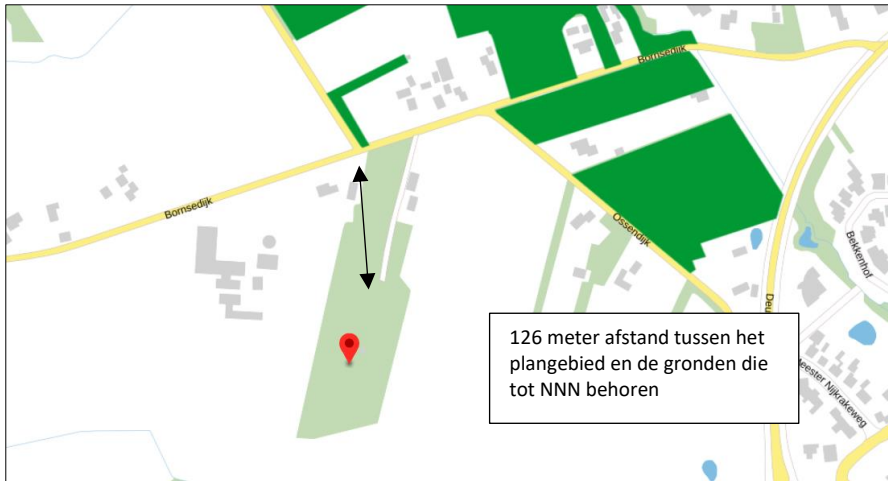 Bornsedijk
Bornsedijk
Ossendijk
Bekkenhof
Deu
126 meter afstand tussen het
plangebied en de gronden die
tot NNN behoren
Meester Nijkrakeweg